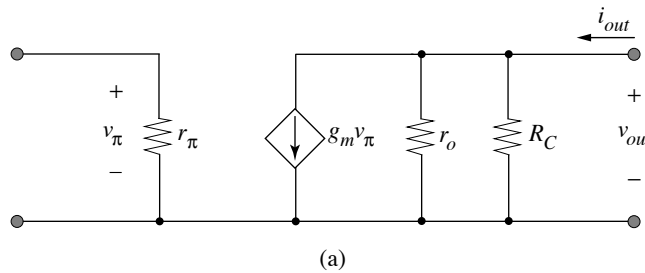 i_out
+
+
v_π
r_π
g_m v_π
r_o
R_C
v_ou
−
−
(a)